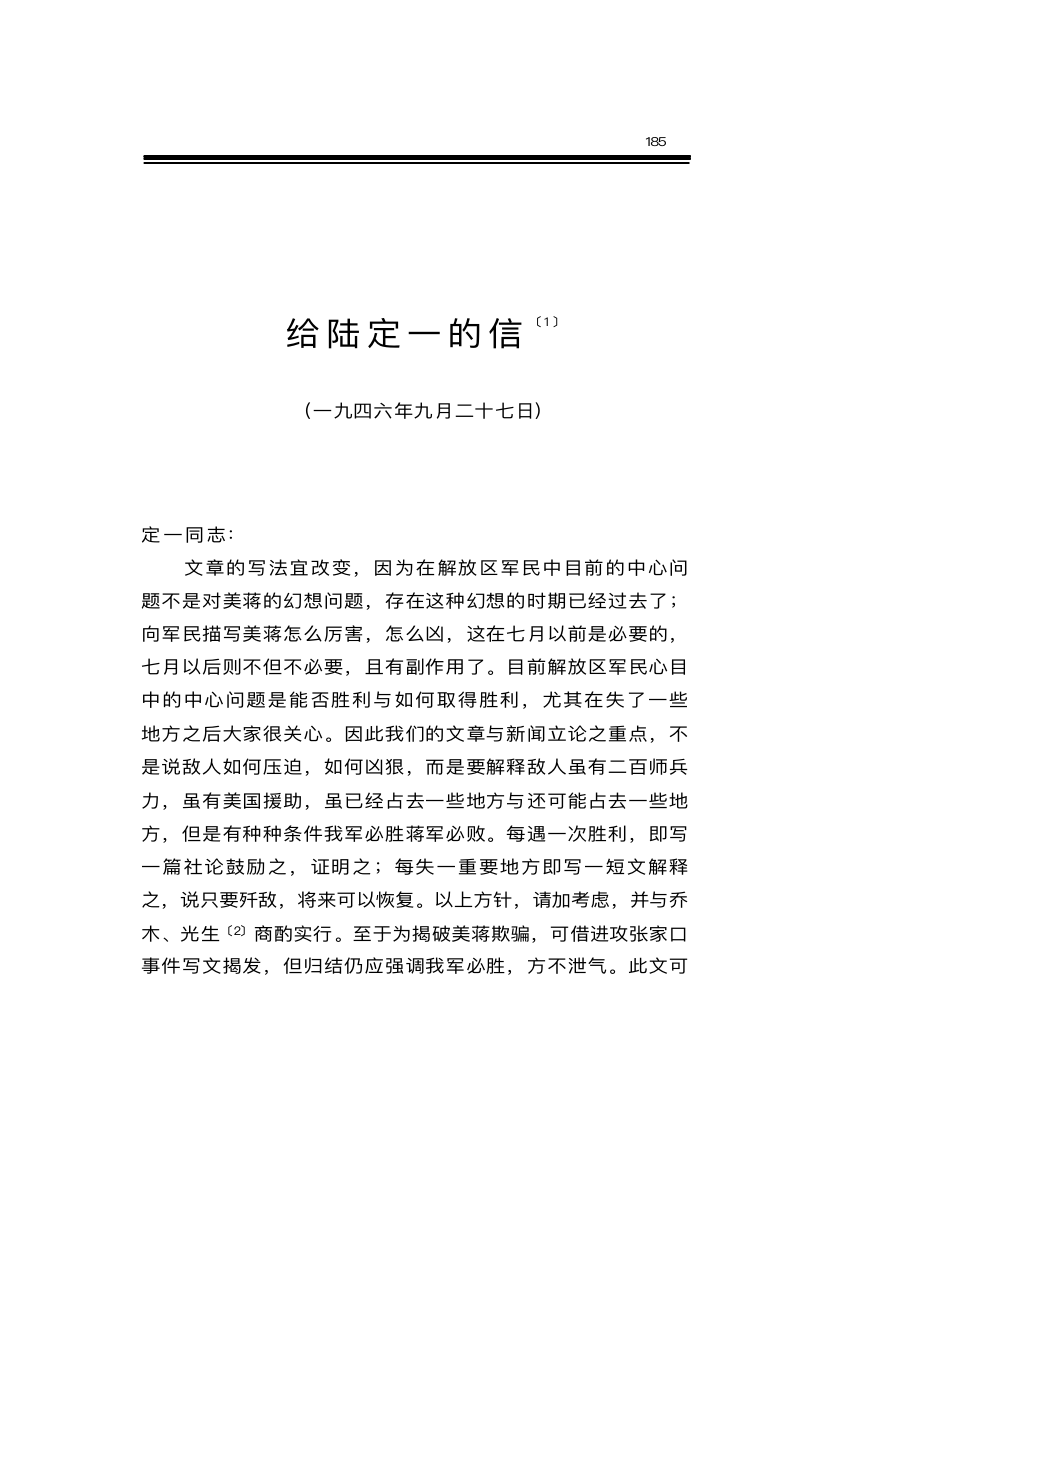 185
给陆定一的信〔1〕
（一九四六年九月二十七日）
定一同志：
文章的写法宜改变，因为在解放区军民中目前的中心问
题不是对美蒋的幻想问题，存在这种幻想的时期已经过去了；
向军民描写美蒋怎么厉害，怎么凶，这在七月以前是必要的，
七月以后则不但不必要，且有副作用了。目前解放区军民心目
中的中心问题是能否胜利与如何取得胜利，尤其在失了一些
地方之后大家很关心。因此我们的文章与新闻立论之重点，不
是说敌人如何压迫，如何凶狠，而是要解释敌人虽有二百师兵
力，虽有美国援助，虽已经占去一些地方与还可能占去一些地
方，但是有种种条件我军必胜蒋军必败。每遇一次胜利，即写
一篇社论鼓励之，证明之；每失一重要地方即写一短文解释
之，说只要歼敌，将来可以恢复。以上方针，请加考虑，并与乔
木、光生〔2〕商酌实行。至于为揭破美蒋欺骗，可借进攻张家口
事件写文揭发，但归结仍应强调我军必胜，方不泄气。此文可